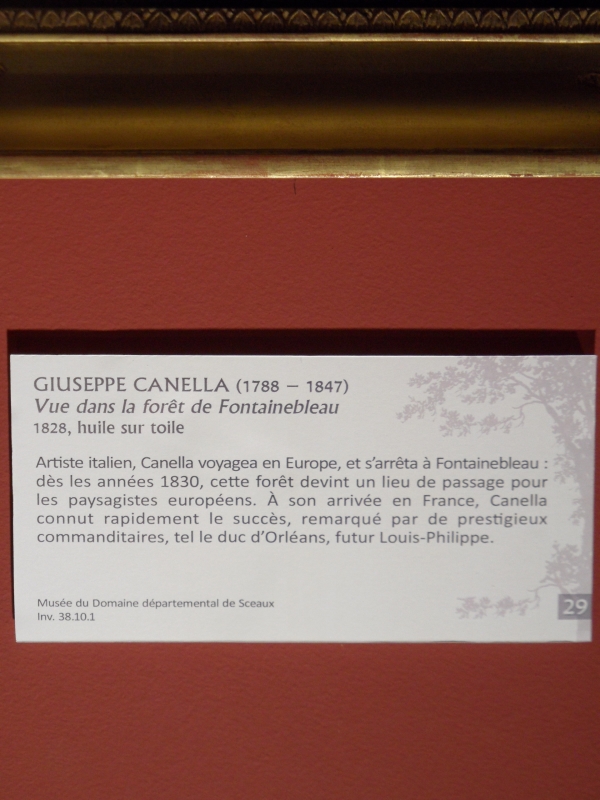 GIUSEPPE CANELLA (1788 – 1847)
Vue dans la forêt de Fontainebleau
1828, huile sur toile
Artiste italien, Canella voyagea en Europe, et s'arrêta à Fontainebleau :
dès les années 1830, cette forêt devint un lieu de passage pour
les paysagistes européens. À son arrivée en France, Canella
connut rapidement le succès, remarqué par de prestigieux
commanditaires, tel le duc d'Orléans, futur Louis-Philippe.
Musée du Domaine départemental de Sceaux
Inv. 38.10.1
29